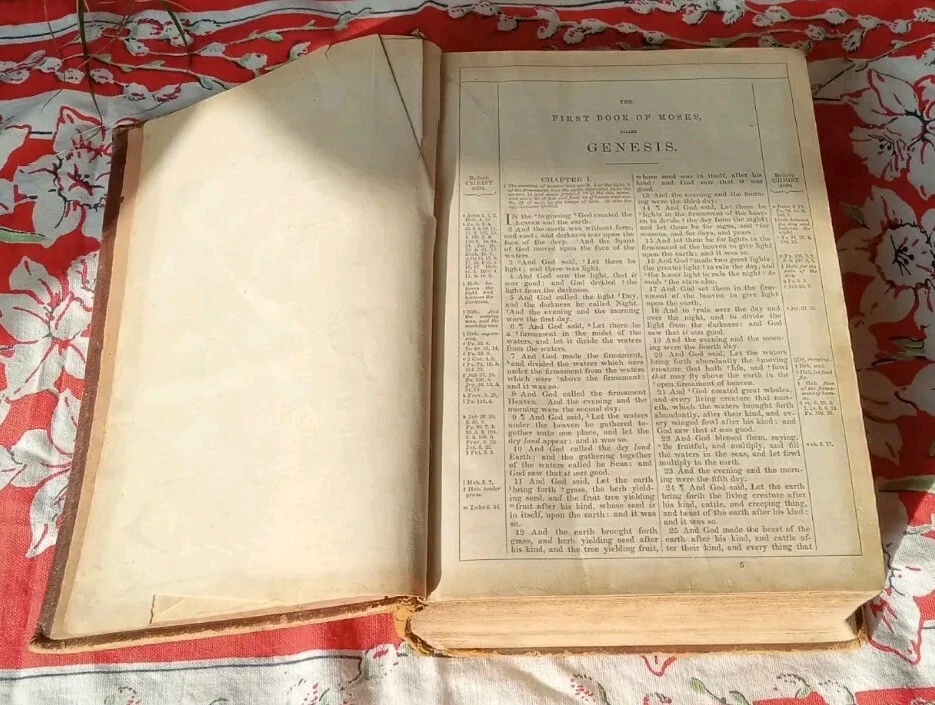 THE
FIRST BOOK OF MOSES,
CALLED
GENESIS.
Before
CHRIST
4004.
CHAPTER I.
IN the beginning God created the
heaven and the earth.
2 And the earth was without form,
and void; and darkness was upon the
face of the deep. And the Spirit
of God moved upon the face of the
waters.
3 And God said, Let there be
light: and there was light.
4 And God saw the light, that it
was good: and God divided the
light from the darkness.
5 And God called the light Day,
and the darkness he called Night.
And the evening and the morning
were the first day.
6 ¶ And God said, Let there be
a firmament in the midst of the
waters, and let it divide the waters
from the waters.
7 And God made the firmament,
and divided the waters which were
under the firmament from the waters
which were above the firmament:
and it was so.
8 And God called the firmament
Heaven. And the evening and the
morning were the second day.
9 ¶ And God said, Let the waters
under the heaven be gathered to-
gether unto one place, and let the
dry land appear: and it was so.
10 And God called the dry land
Earth; and the gathering together
of the waters called he Seas: and
God saw that it was good.
11 And God said, Let the earth
bring forth grass, the herb yield-
ing seed, and the fruit tree yielding
fruit after his kind, whose seed is
in itself, upon the earth: and it was
so.
12 And the earth brought forth
grass, and herb yielding seed after
his kind, and the tree yielding fruit,
whose seed was in itself, after his
kind: and God saw that it was
good.
13 And the evening and the morn-
ing were the third day.
14 ¶ And God said, Let there be
lights in the firmament of the heav-
en to divide the day from the night;
and let them be for signs, and for
seasons, and for days, and years:
15 And let them be for lights in the
firmament of the heaven to give light
upon the earth: and it was so.
16 And God made two great lights;
the greater light to rule the day, and
the lesser light to rule the night: he
made the stars also.
17 And God set them in the firm-
ament of the heaven to give light
upon the earth,
18 And to rule over the day and
over the night, and to divide the
light from the darkness: and God
saw that it was good.
19 And the evening and the morn-
ing were the fourth day.
20 And God said, Let the waters
bring forth abundantly the moving
creature that hath life, and fowl
that may fly above the earth in the
open firmament of heaven.
21 And God created great whales,
and every living creature that mov-
eth, which the waters brought forth
abundantly, after their kind, and ev-
ery winged fowl after his kind: and
God saw that it was good.
22 And God blessed them, saying,
Be fruitful, and multiply, and fill
the waters in the seas, and let fowl
multiply in the earth.
23 And the evening and the morn-
ing were the fifth day.
24 ¶ And God said, Let the earth
bring forth the living creature after
his kind, cattle, and creeping thing,
and beast of the earth after his kind:
and it was so.
25 And God made the beast of the
earth after his kind, and cattle af-
ter their kind, and every thing that
Before
CHRIST
4004.
5